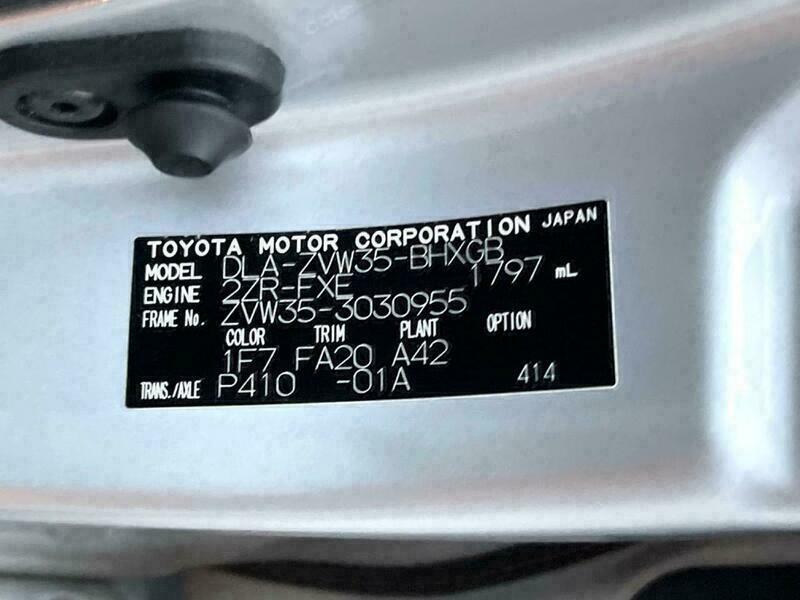 TOYOTA MOTOR CORPORATION JAPAN
MODEL DLA-ZVW35-BHXGB
ENGINE 2ZR-FXE 1797 mL
FRAME No. ZVW35-3030955
COLOR TRIM PLANT OPTION
1F7 FA20 A42
TRANS./AXLE P410 -01A 414